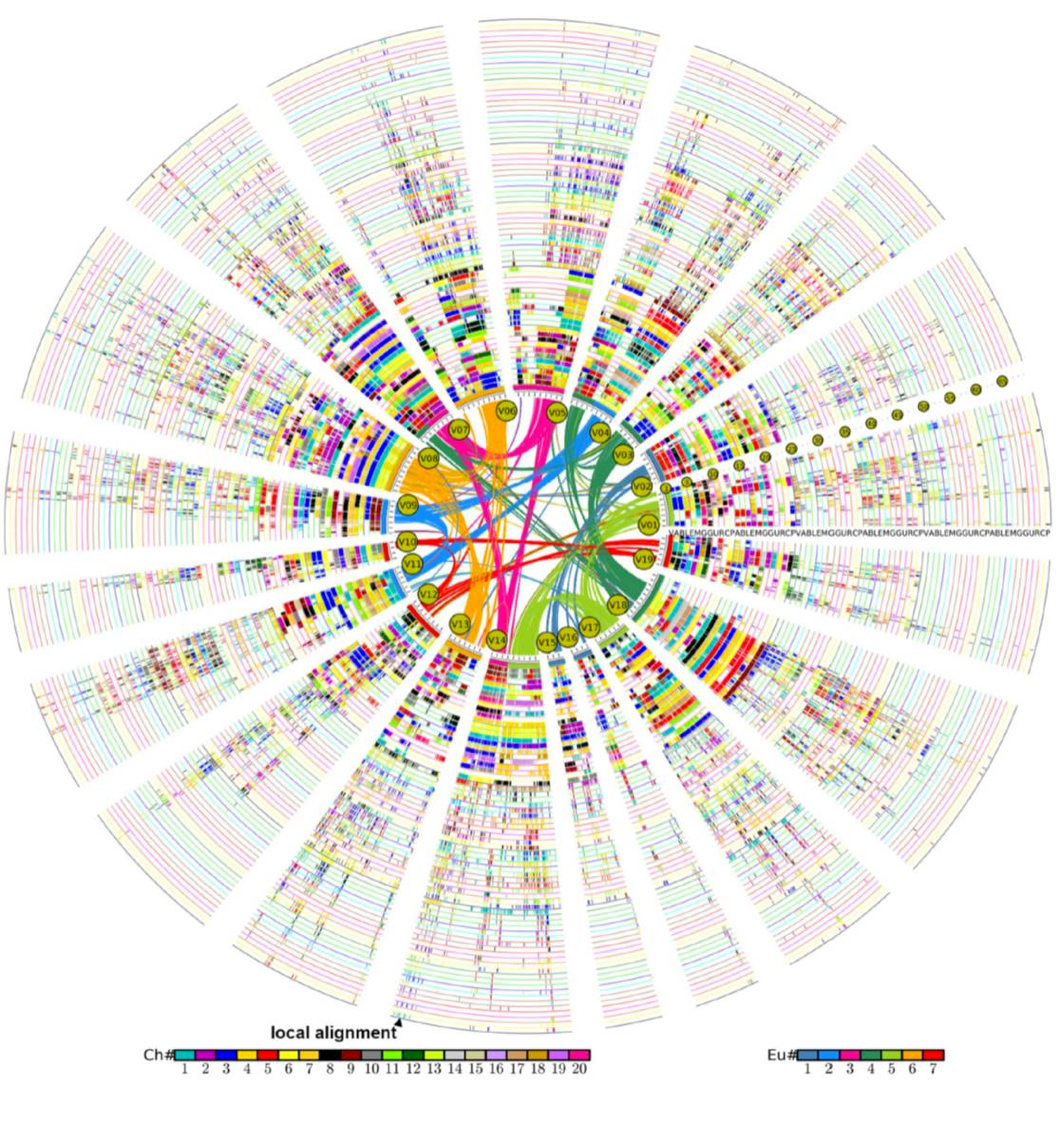 V06
V05
V07
V04
V03
V08
V02
V09
V01
VABLEMGGURCPABLEMGGURCPVABLEMGGURCPABLEMGGURCPVABLEMGGURCPABLEMGGURCP
V10
V19
V11
V12
V18
V13
V17
V14
V15
V16
local alignment
Ch#
1 2 3 4 5 6 7 8 9 10 11 12 13 14 15 16 17 18 19 20
Eu#
1 2 3 4 5 6 7